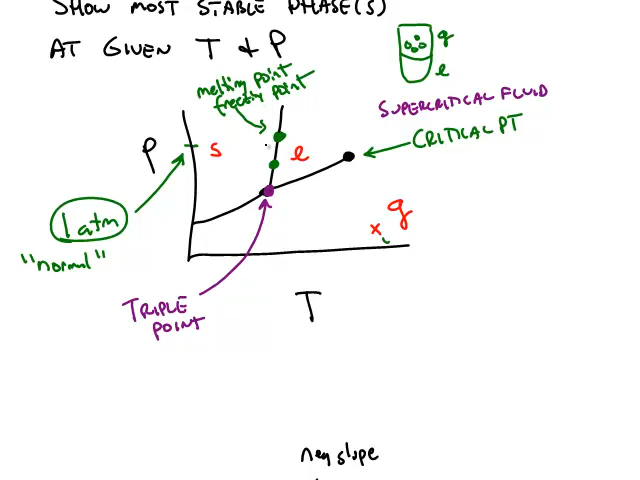 SHOW MOST STABLE PHASE(S)
AT GIVEN T & P
g
l
melting point
freezing point
SUPERCRITICAL FLUID
CRITICAL PT
P
s
l
1 atm
"normal"
x g
TRIPLE
POINT
T
neg slope